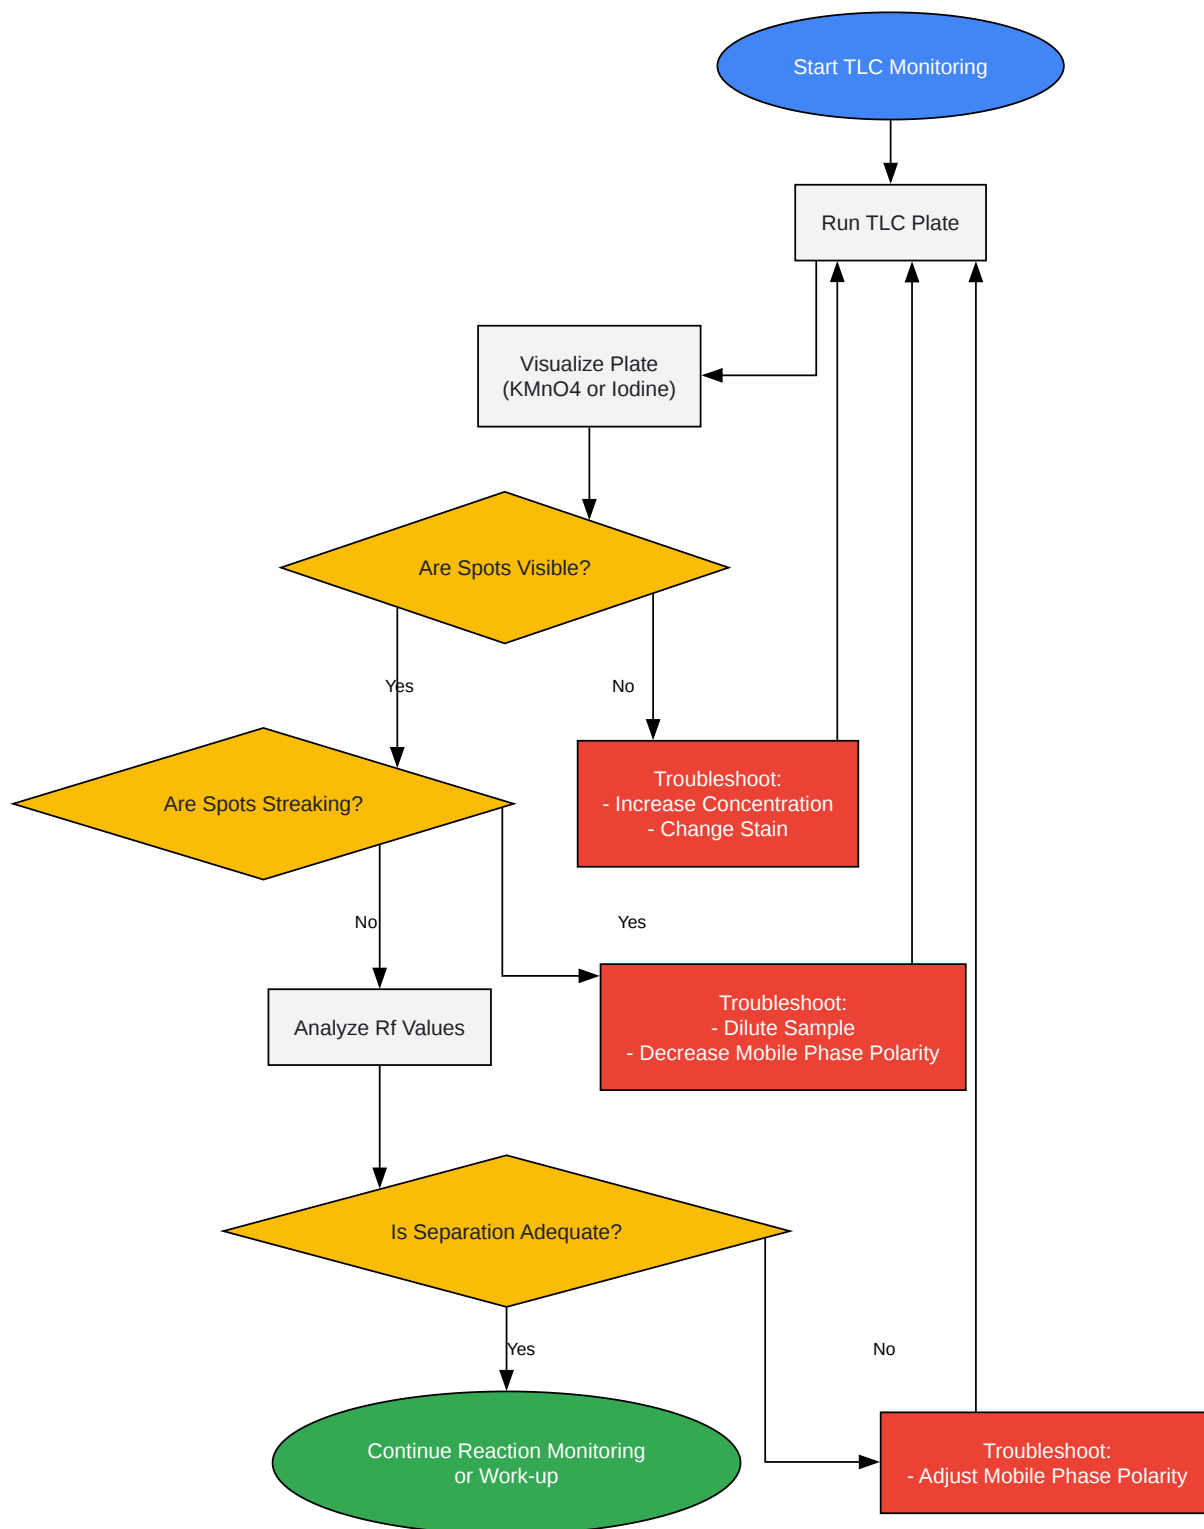 Start TLC Monitoring
Run TLC Plate
Visualize Plate
(KMnO4 or Iodine)
Are Spots Visible?
Yes
No
Troubleshoot:
- Increase Concentration
- Change Stain
Are Spots Streaking?
No
Yes
Troubleshoot:
- Dilute Sample
- Decrease Mobile Phase Polarity
Analyze Rf Values
Is Separation Adequate?
Yes
No
Continue Reaction Monitoring
or Work-up
Troubleshoot:
- Adjust Mobile Phase Polarity